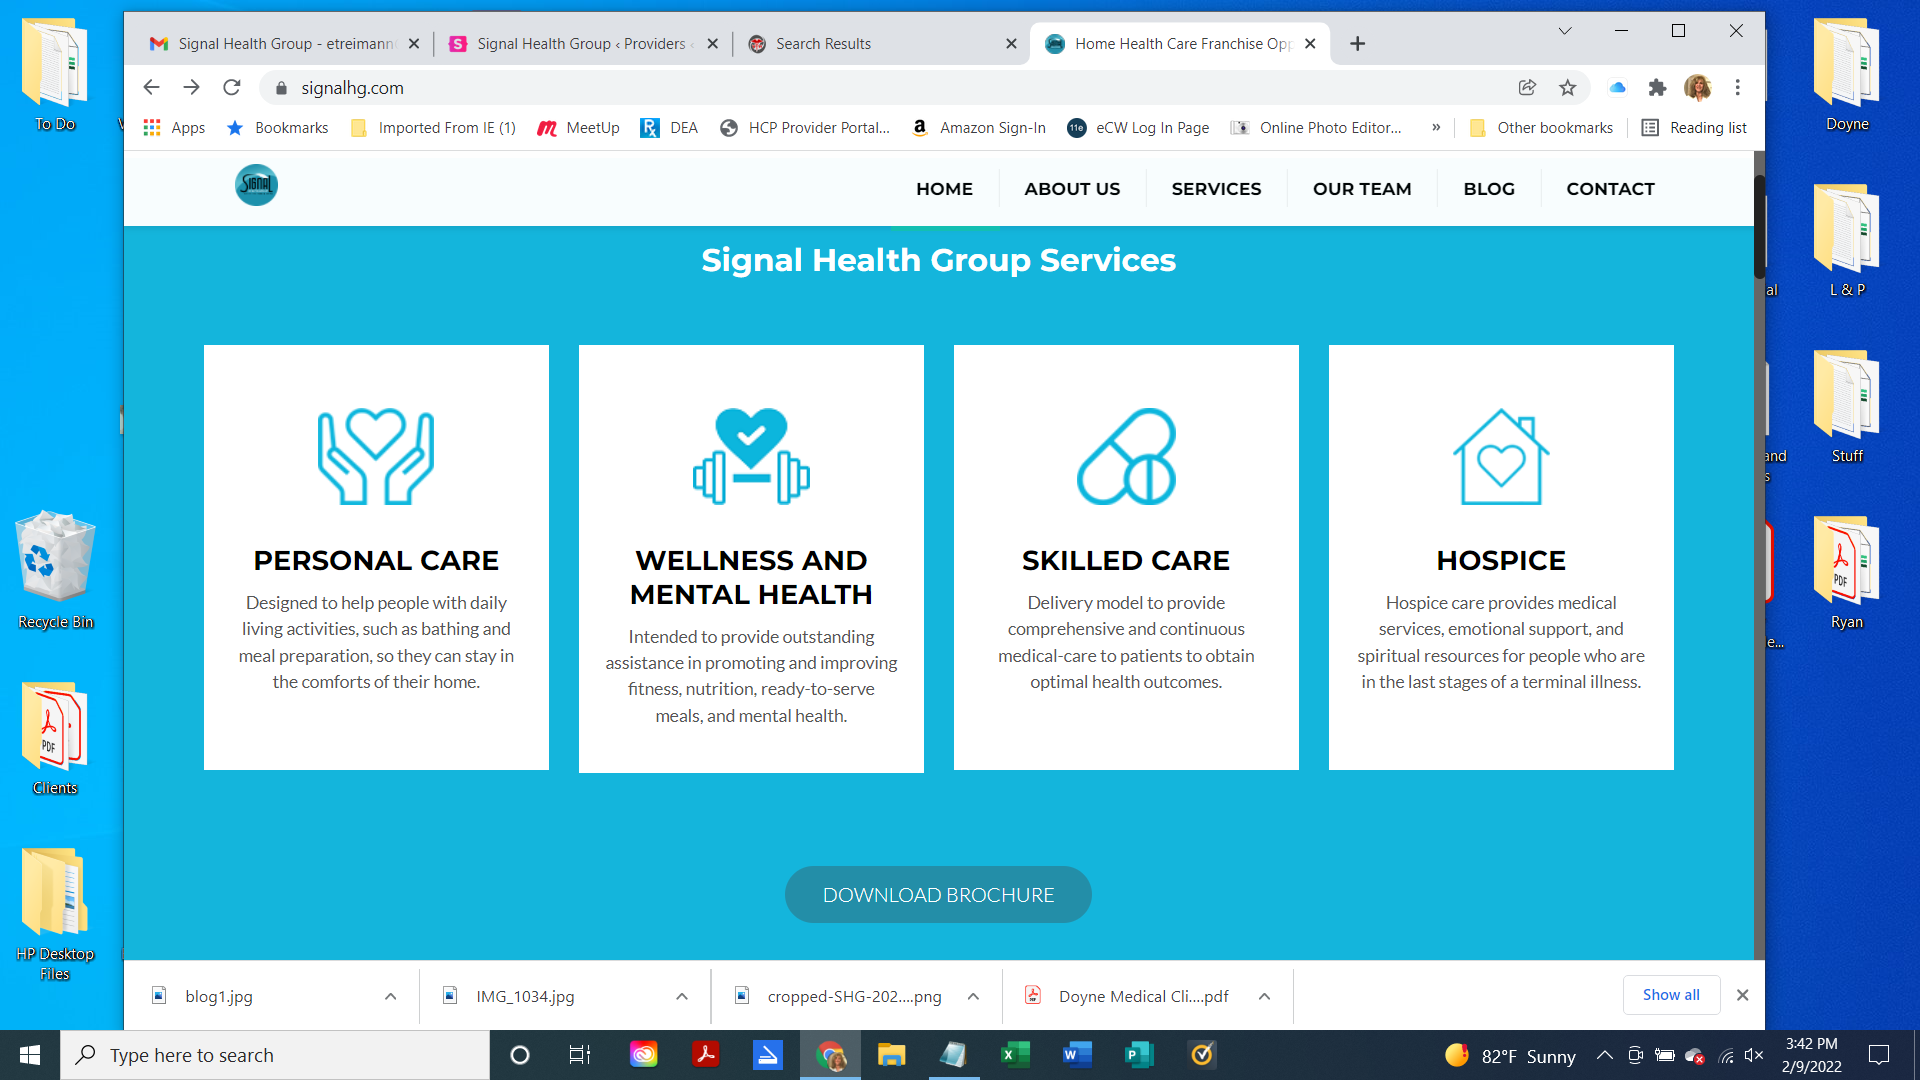 To Do
Recycle Bin
Clients
HP Desktop
Files
Signal Health Group - etreimann
Signal Health Group ‹ Providers ‹
Search Results
Home Health Care Franchise Opp
signalhg.com
Apps
Bookmarks
Imported From IE (1)
MeetUp
DEA
HCP Provider Portal...
Amazon Sign-In
eCW Log In Page
Online Photo Editor...
»
Other bookmarks
Reading list
SIGNAL
HOME
ABOUT US
SERVICES
OUR TEAM
BLOG
CONTACT
Signal Health Group Services
PERSONAL CARE
Designed to help people with daily
living activities, such as bathing and
meal preparation, so they can stay in
the comforts of their home.
WELLNESS AND
MENTAL HEALTH
Intended to provide outstanding
assistance in promoting and improving
fitness, nutrition, ready-to-serve
meals, and mental health.
SKILLED CARE
Delivery model to provide
comprehensive and continuous
medical-care to patients to obtain
optimal health outcomes.
HOSPICE
Hospice care provides medical
services, emotional support, and
spiritual resources for people who are
in the last stages of a terminal illness.
DOWNLOAD BROCHURE
blog1.jpg
IMG_1034.jpg
cropped-SHG-202....png
Doyne Medical Cli....pdf
Show all
Doyne
L & P
Stuff
PDF
Ryan
PDF
al
and
s
e...
Type here to search
82°F Sunny
3:42 PM
2/9/2022